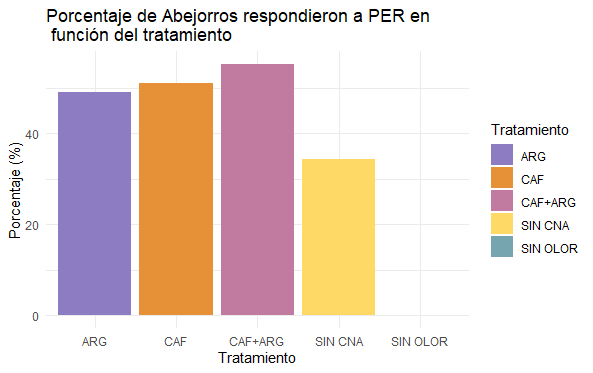 Porcentaje de Abejorros respondieron a PER en
función del tratamiento
Porcentaje (%)
40
20
0
ARG
CAF
CAF+ARG
SIN CNA
SIN OLOR
Tratamiento
Tratamiento
ARG
CAF
CAF+ARG
SIN CNA
SIN OLOR